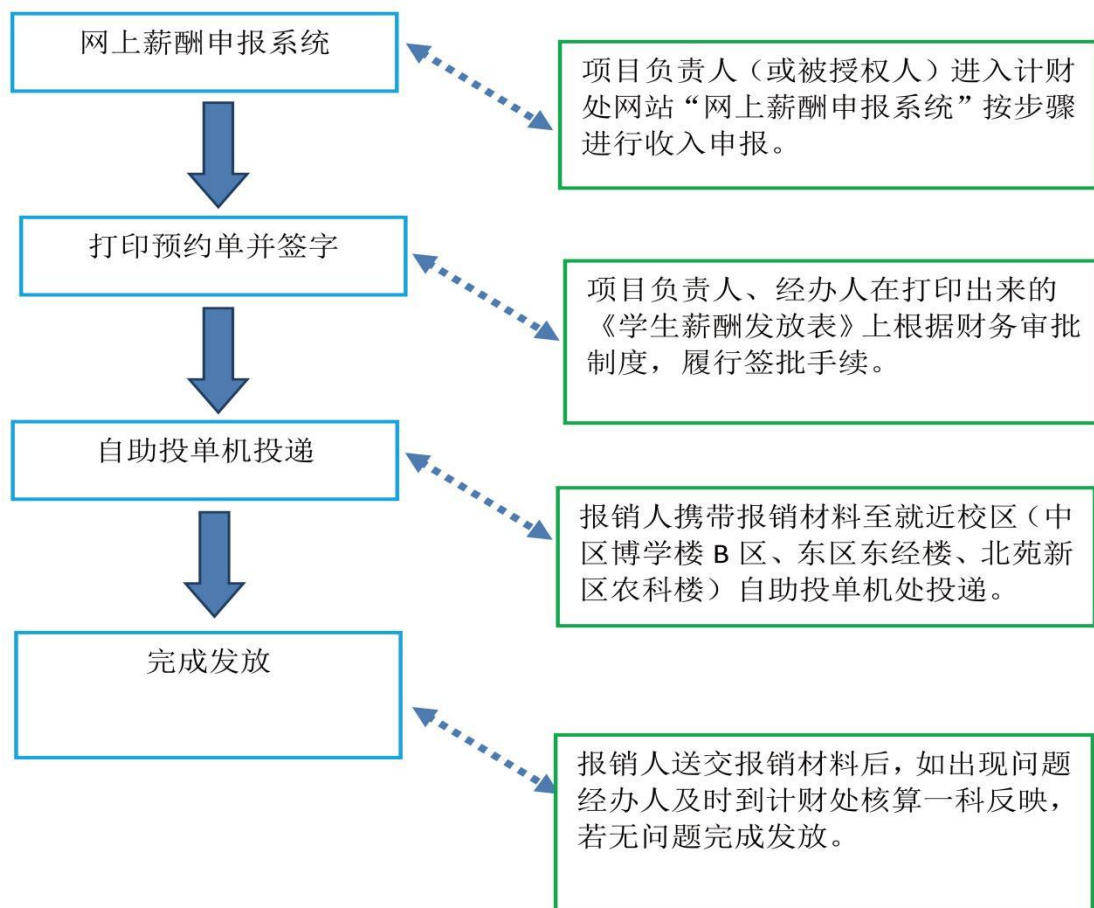 网上薪酬申报系统
项目负责人（或被授权人）进入计财
处网站“网上薪酬申报系统”按步骤
进行收入申报。
打印预约单并签字
项目负责人、经办人在打印出来的
《学生薪酬发放表》上根据财务审批
制度，履行签批手续。
自助投单机投递
报销人携带报销材料至就近校区（中
区博学楼 B 区、东区东经楼、北苑新
区农科楼）自助投单机处投递。
完成发放
报销人送交报销材料后，如出现问题
经办人及时到计财处核算一科反映，
若无问题完成发放。